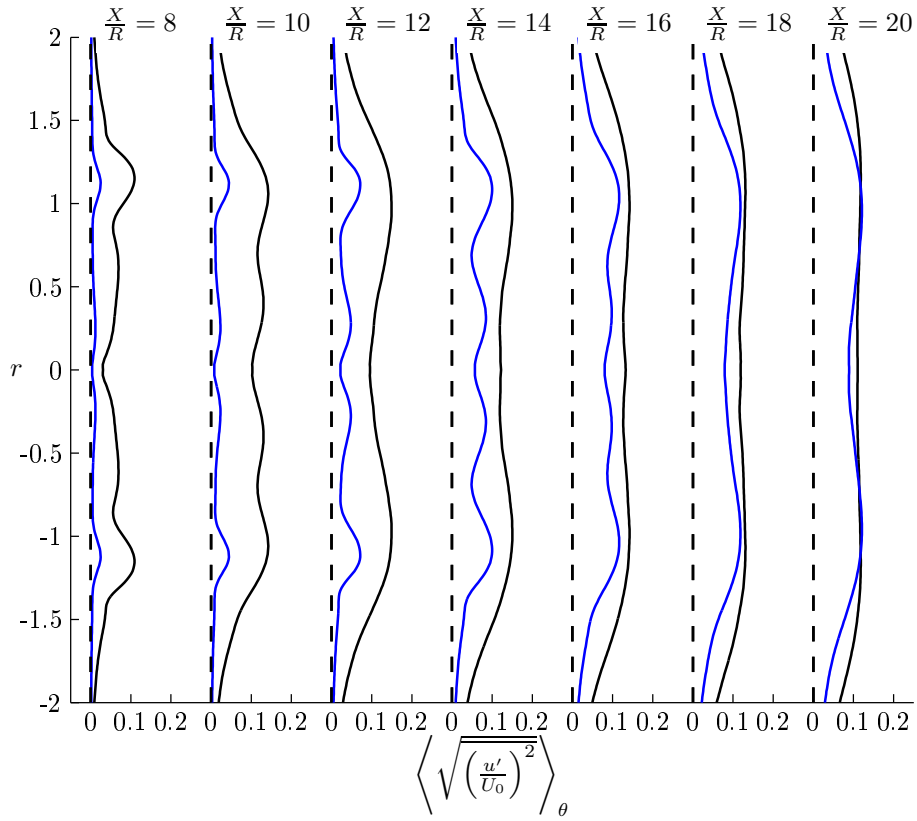 X/R = 8 X/R = 10 X/R = 12 X/R = 14 X/R = 16 X/R = 18 X/R = 20
2
1.5
1
0.5
r 0
-0.5
-1
-1.5
-2
0 0.1 0.2 0 0.1 0.2 0 0.1 0.2 0 0.1 0.2 0 0.1 0.2 0 0.1 0.2 0 0.1 0.2
⟨√(u′/U₀)²⟩θ